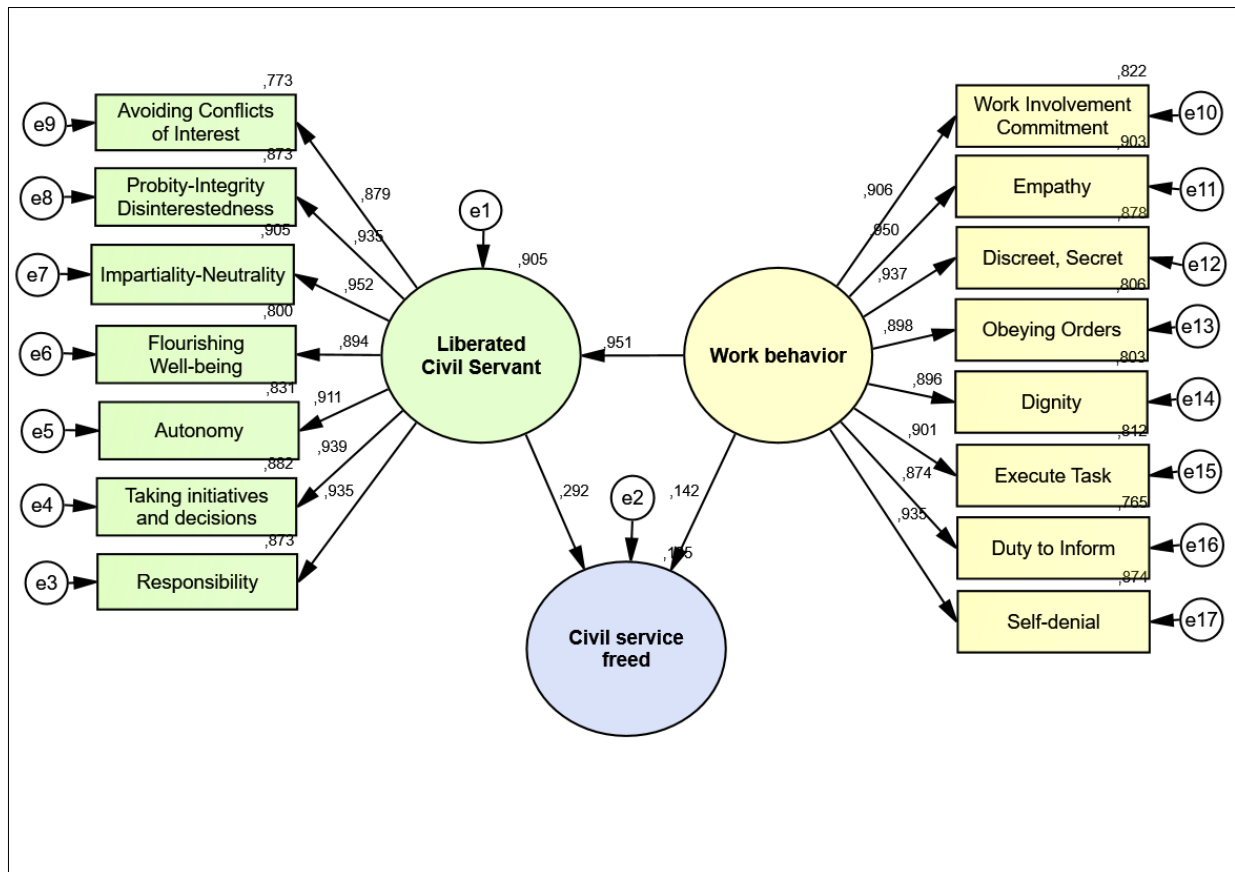 ,773
e9
Avoiding Conflicts
of Interest
,873
e8
Probity-Integrity
Disinterestedness
,905
e7
Impartiality-Neutrality
,800
e6
Flourishing
Well-being
,831
e5
Autonomy
,882
e4
Taking initiatives
and decisions
,873
e3
Responsibility
,879
,935
,952
,894
,911
,939
,935
e1
,905
Liberated
Civil Servant
,951
Work behavior
,292
e2
,142
Civil service
freed
,906
,950
,937
,898
,896
,901
,874
,935
,822
Work Involvement
Commitment
e10
,903
Empathy
e11
,878
Discreet, Secret
e12
,806
Obeying Orders
e13
,803
Dignity
e14
,812
Execute Task
e15
,765
Duty to Inform
e16
,874
Self-denial
e17